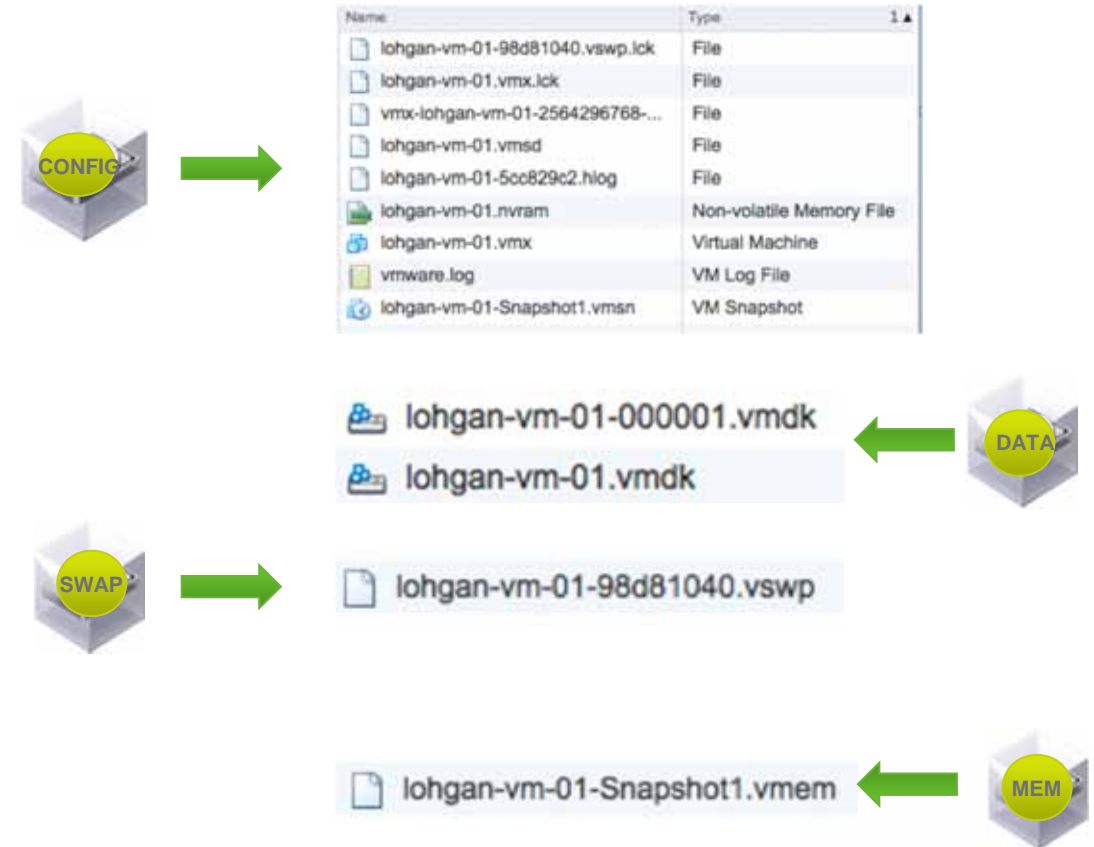 Name Type 1▲
lohgan-vm-01-98d81040.vswp.lck File
lohgan-vm-01.vmx.lck File
CONFIG
vmx-lohgan-vm-01-2564296768-... File
lohgan-vm-01.vmsd File
lohgan-vm-01-5cc829c2.hlog File
lohgan-vm-01.nvram Non-volatile Memory File
lohgan-vm-01.vmx Virtual Machine
vmware.log VM Log File
lohgan-vm-01-Snapshot1.vmsn VM Snapshot
lohgan-vm-01-000001.vmdk
DATA
lohgan-vm-01.vmdk
SWAP
lohgan-vm-01-98d81040.vswp
lohgan-vm-01-Snapshot1.vmem
MEM